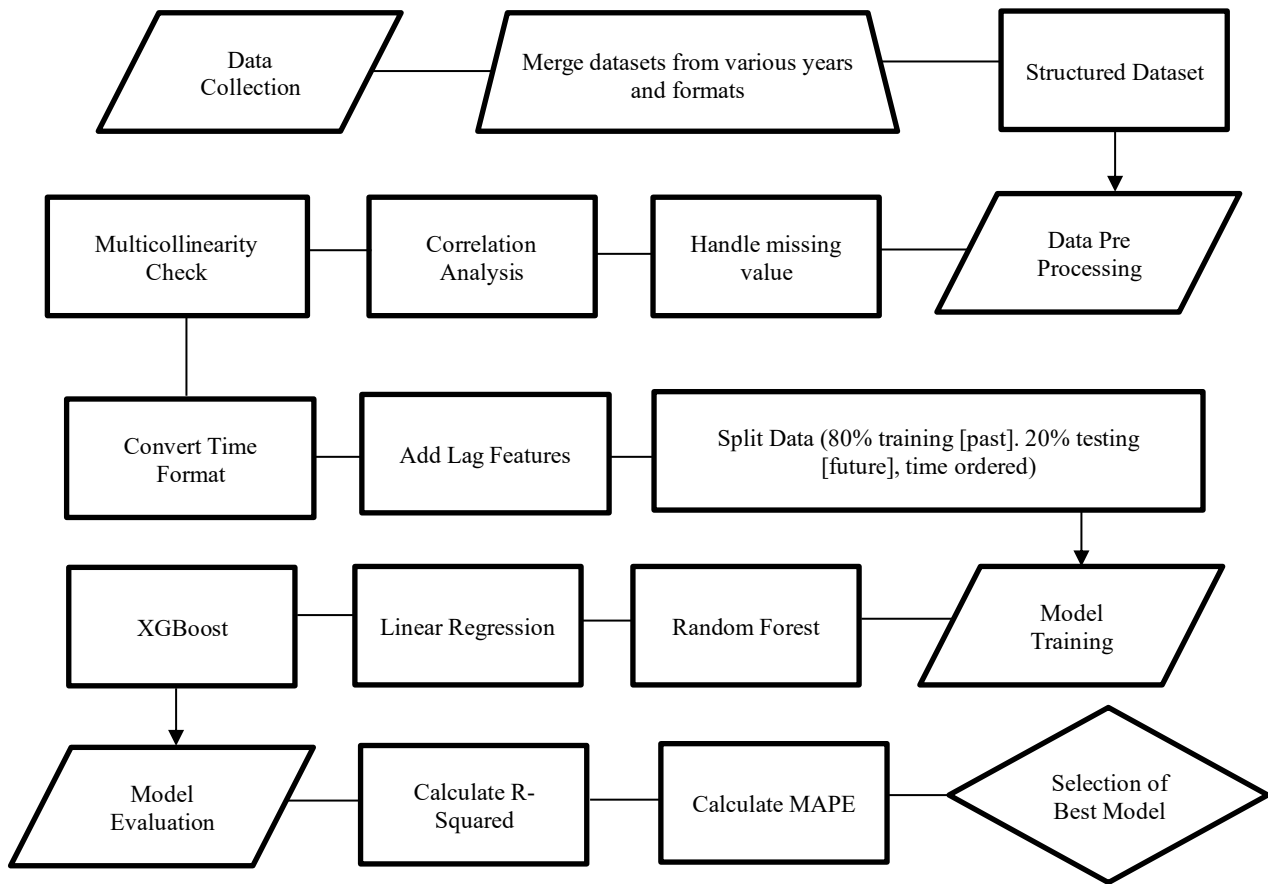 Data
Collection
Merge datasets from various years
and formats
Structured Dataset
Multicollinearity
Check
Correlation
Analysis
Handle missing
value
Data Pre
Processing
Convert Time
Format
Add Lag Features
Split Data (80% training [past]. 20% testing
[future], time ordered)
XGBoost
Linear Regression
Random Forest
Model
Training
Model
Evaluation
Calculate R-
Squared
Calculate MAPE
Selection of
Best Model